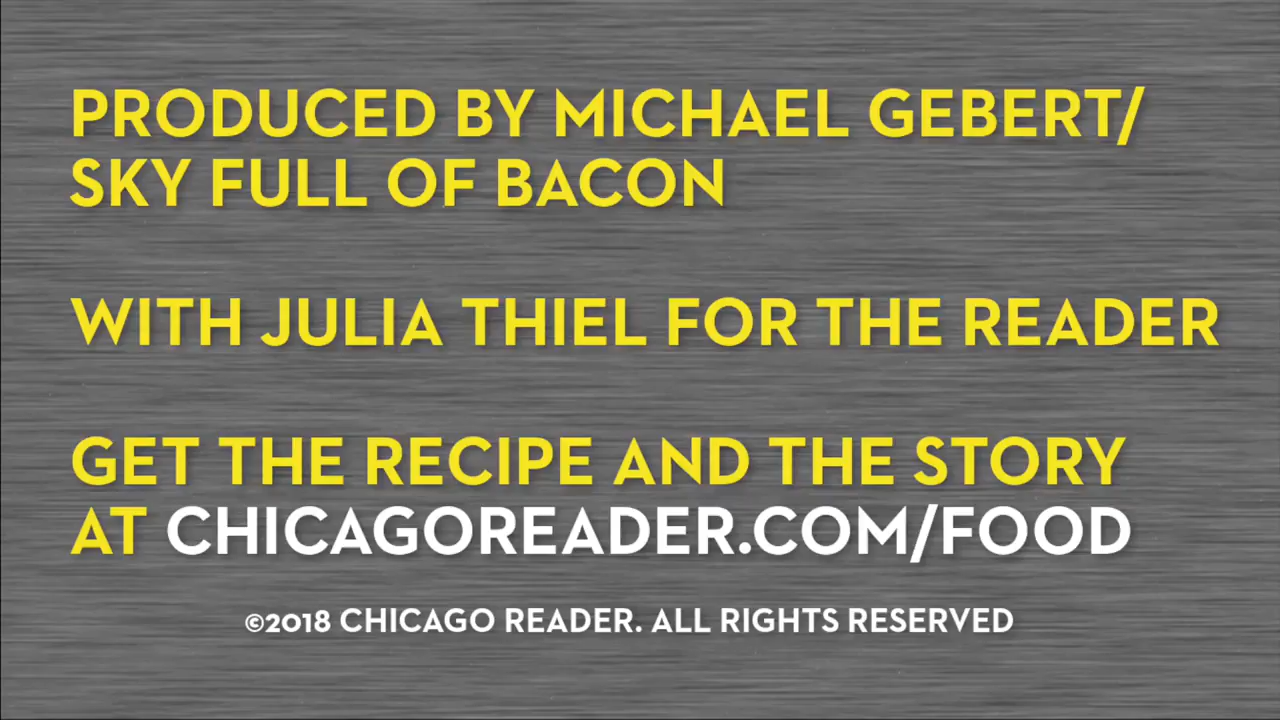 PRODUCED BY MICHAEL GEBERT/
SKY FULL OF BACON
WITH JULIA THIEL FOR THE READER
GET THE RECIPE AND THE STORY
AT CHICAGOREADER.COM/FOOD
©2018 CHICAGO READER. ALL RIGHTS RESERVED